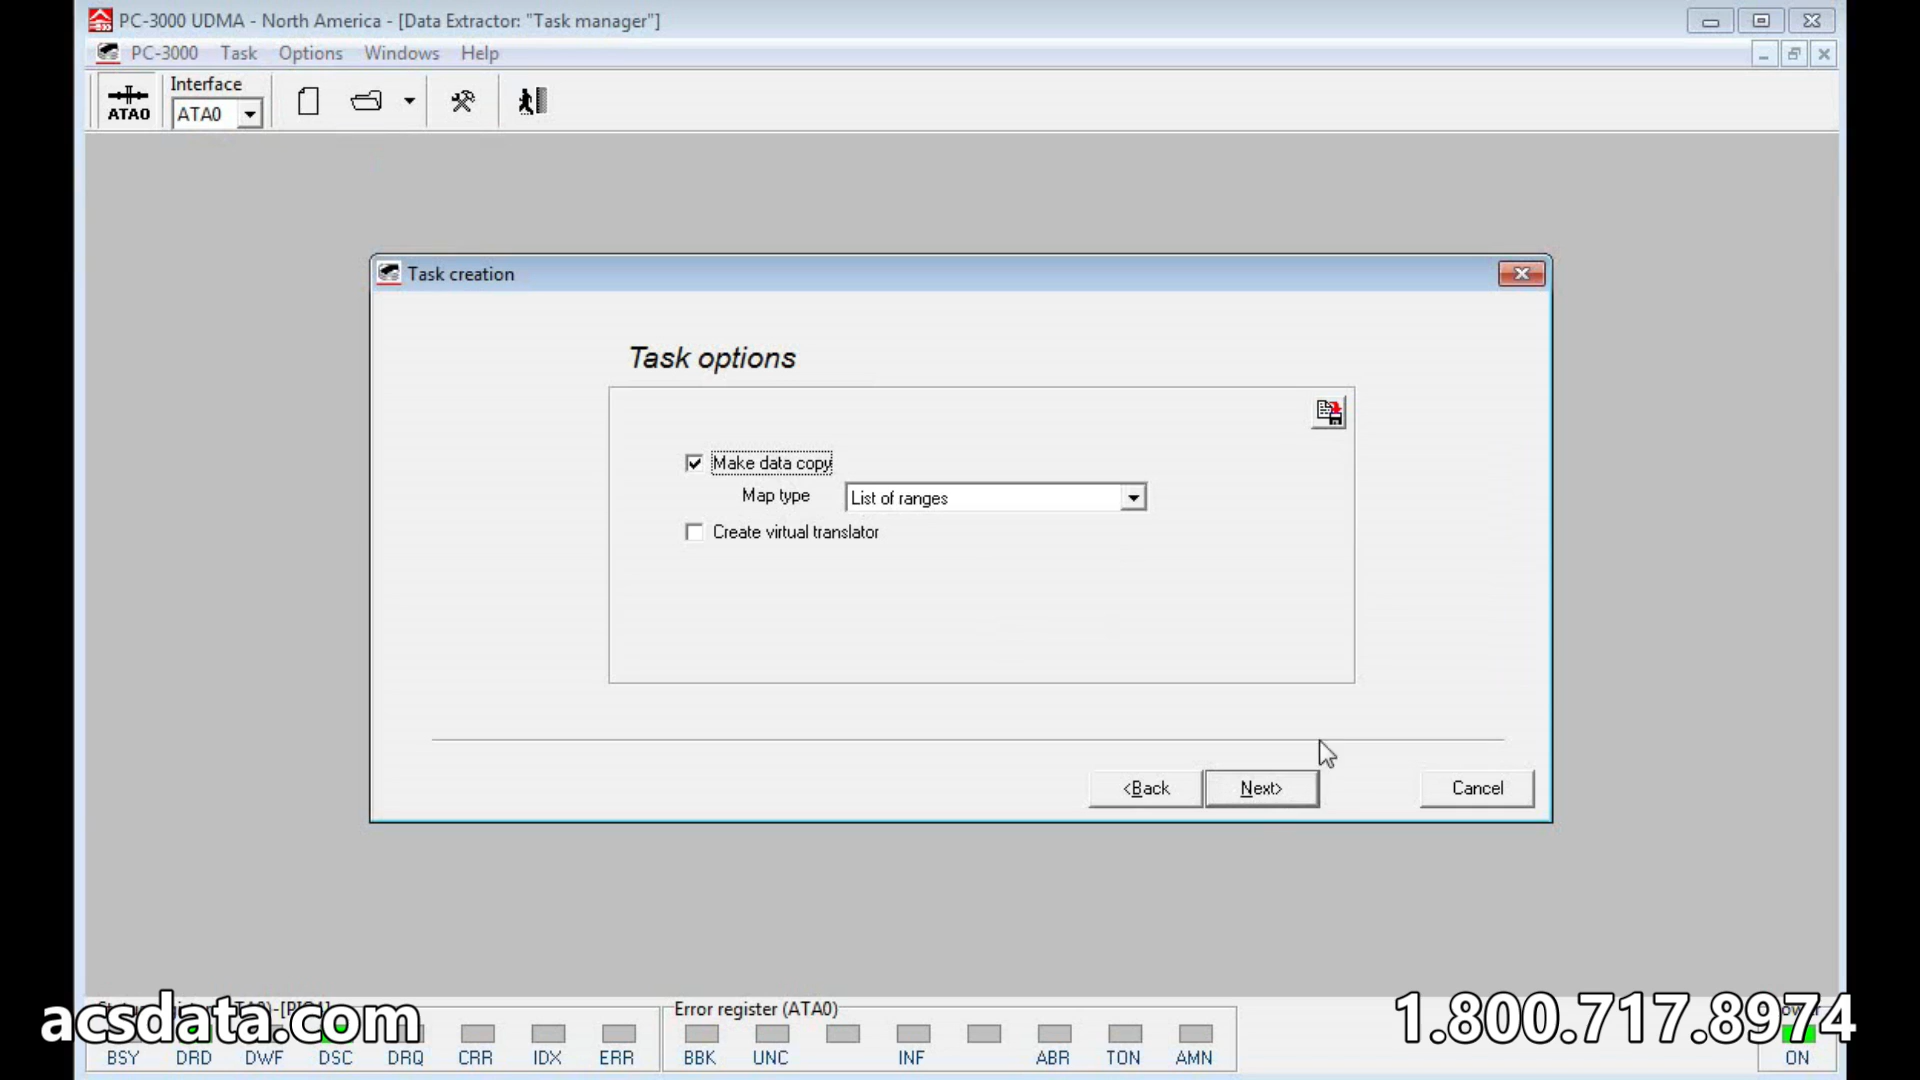 PC-3000 UDMA - North America - [Data Extractor: "Task manager"]
PC-3000 Task Options Windows Help
ATA0
Interface
ATA0
Task creation
Task options
Make data copy
Map type
List of ranges
Create virtual translator
<Back
Next>
Cancel
Error register (ATA0)
acsdata.com
1.800.717.8974
BSY DRD DWF DSC DRQ CRR IDX ERR
BBK UNC INF ABR TON AMN
ON